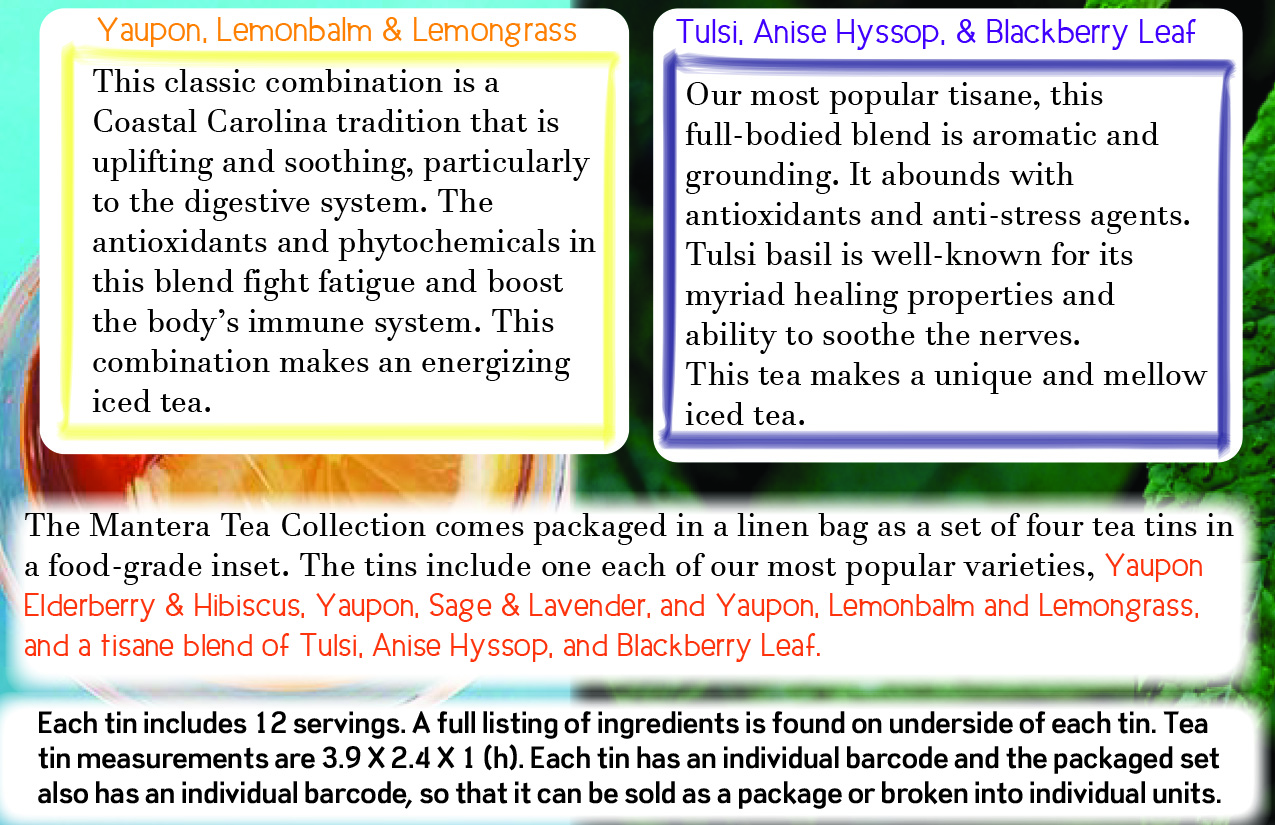 Yaupon, Lemonbalm & Lemongrass
This classic combination is a
Coastal Carolina tradition that is
uplifting and soothing, particularly
to the digestive system. The
antioxidants and phytochemicals in
this blend fight fatigue and boost
the body’s immune system. This
combination makes an energizing
iced tea.
Tulsi, Anise Hyssop, & Blackberry Leaf
Our most popular tisane, this
full-bodied blend is aromatic and
grounding. It abounds with
antioxidants and anti-stress agents.
Tulsi basil is well-known for its
myriad healing properties and
ability to soothe the nerves.
This tea makes a unique and mellow
iced tea.
The Mantera Tea Collection comes packaged in a linen bag as a set of four tea tins in
a food-grade inset. The tins include one each of our most popular varieties, Yaupon
Elderberry & Hibiscus, Yaupon, Sage & Lavender, and Yaupon, Lemonbalm and Lemongrass,
and a tisane blend of Tulsi, Anise Hyssop, and Blackberry Leaf.
Each tin includes 12 servings. A full listing of ingredients is found on underside of each tin. Tea
tin measurements are 3.9 X 2.4 X 1 (h). Each tin has an individual barcode and the packaged set
also has an individual barcode, so that it can be sold as a package or broken into individual units.